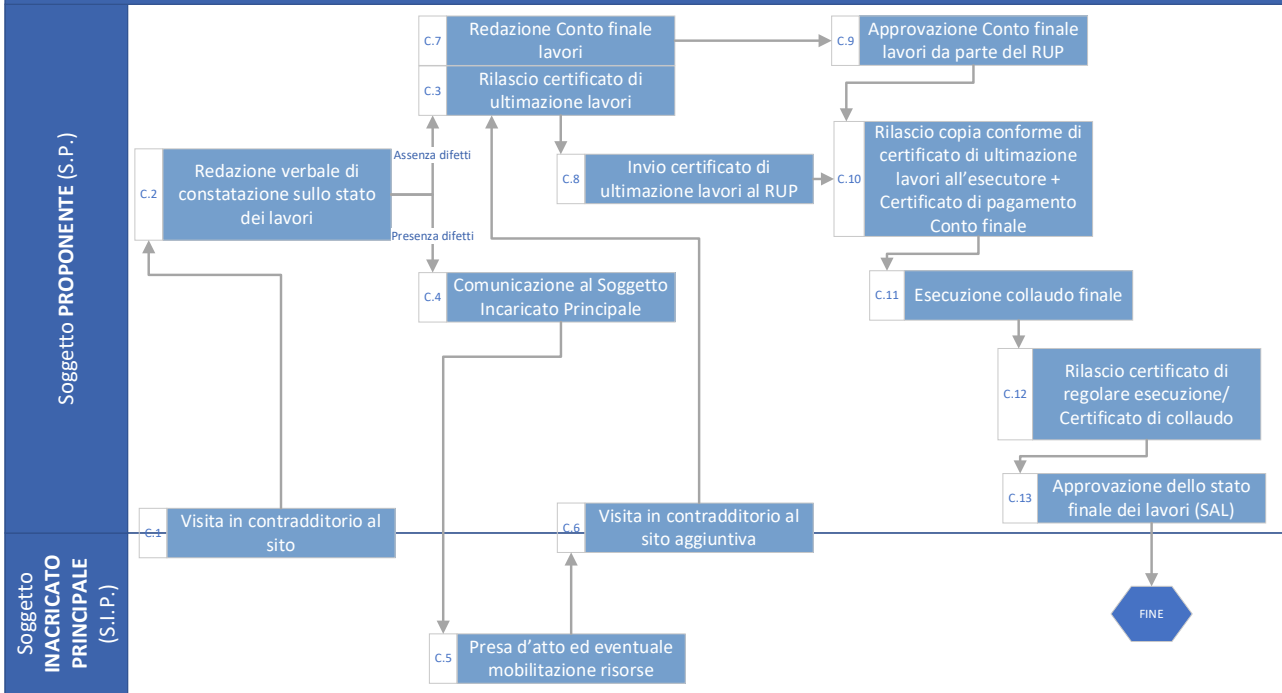 Soggetto PROPONENTE (S.P.)
C.7
Redazione Conto finale
lavori
C.9
Approvazione Conto finale
lavori da parte del RUP
C.3
Rilascio certificato di
ultimazione lavori
Assenza difetti
C.2
Redazione verbale di
constatazione sullo stato
dei lavori
C.8
Invio certificato di
ultimazione lavori al RUP
C.10
Rilascio copia conforme di
certificato di ultimazione
lavori all'esecutore +
Certificato di pagamento
Conto finale
Presenza difetti
C.4
Comunicazione al Soggetto
Incaricato Principale
C.11
Esecuzione collaudo finale
C.12
Rilascio certificato di
regolare esecuzione/
Certificato di collaudo
C.13
Approvazione dello stato
finale dei lavori (SAL)
C.1
Visita in contradditorio al
sito
C.6
Visita in contradditorio al
sito aggiuntiva
Soggetto
INACRICATO
PRINCIPALE
(S.I.P.)
C.5
Presa d'atto ed eventuale
mobilitazione risorse
FINE